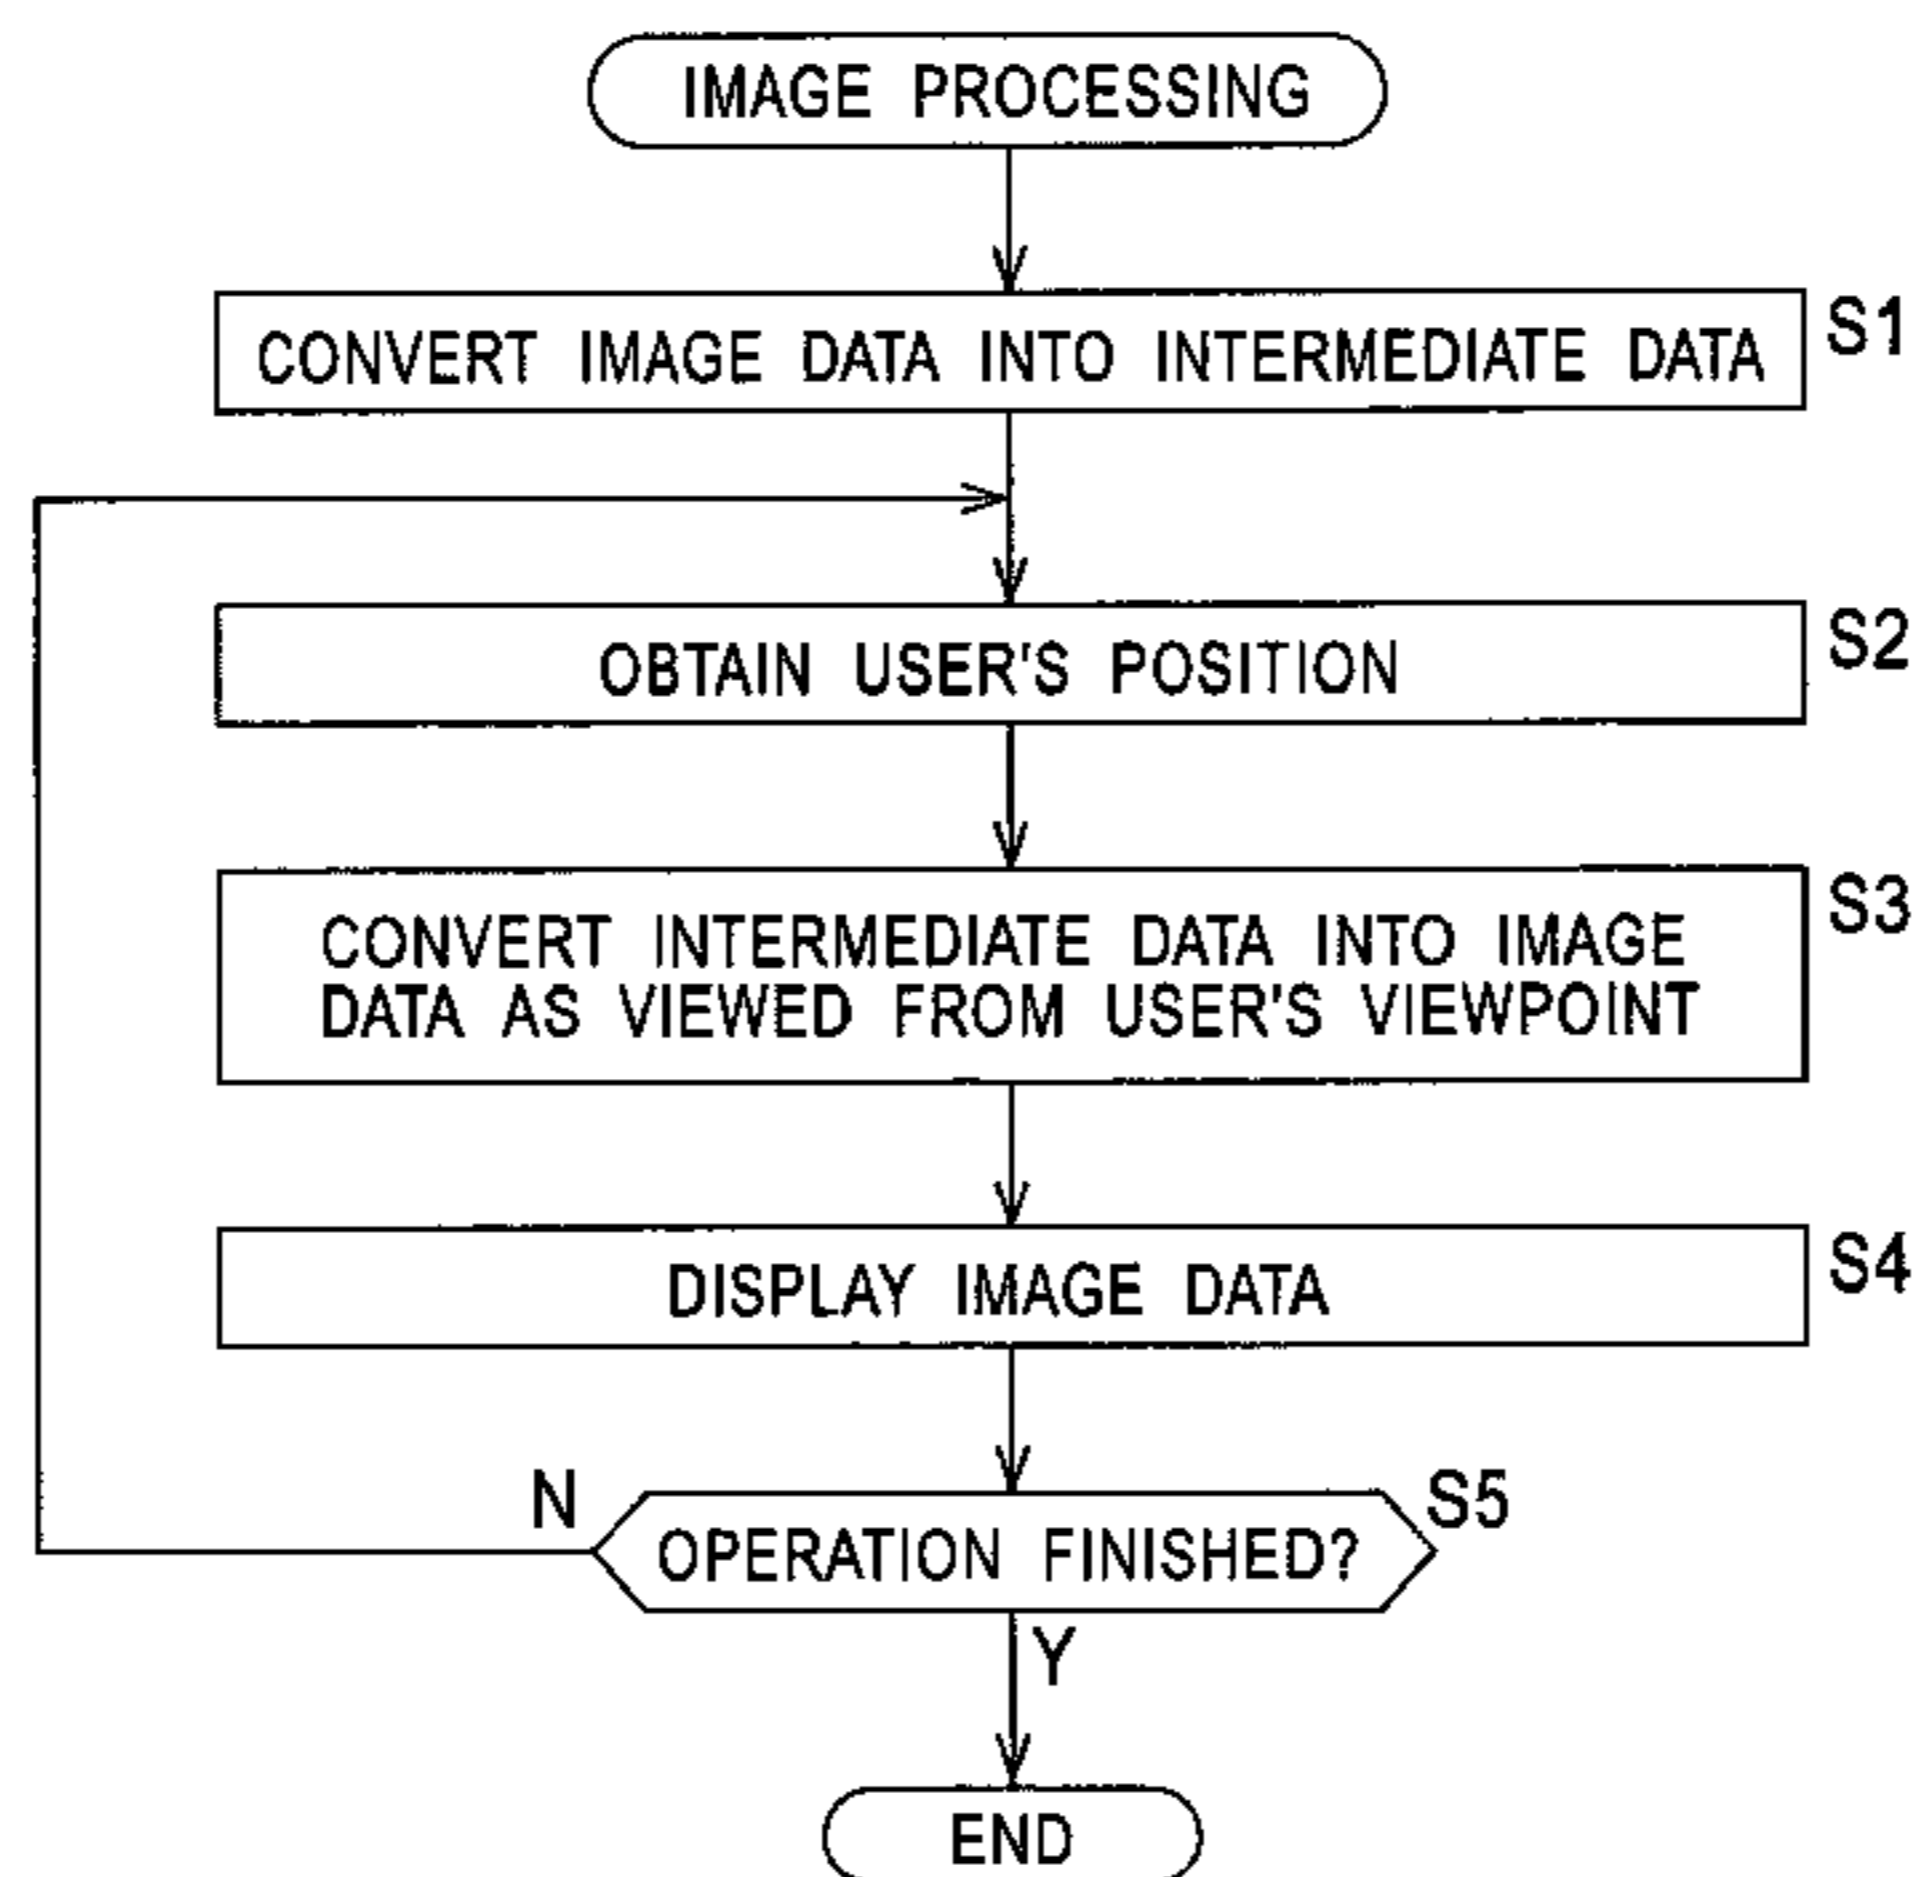 IMAGE PROCESSING
CONVERT IMAGE DATA INTO INTERMEDIATE DATA
S1
OBTAIN USER'S POSITION
S2
CONVERT INTERMEDIATE DATA INTO IMAGE
DATA AS VIEWED FROM USER'S VIEWPOINT
S3
DISPLAY IMAGE DATA
S4
N
OPERATION FINISHED?
S5
Y
END